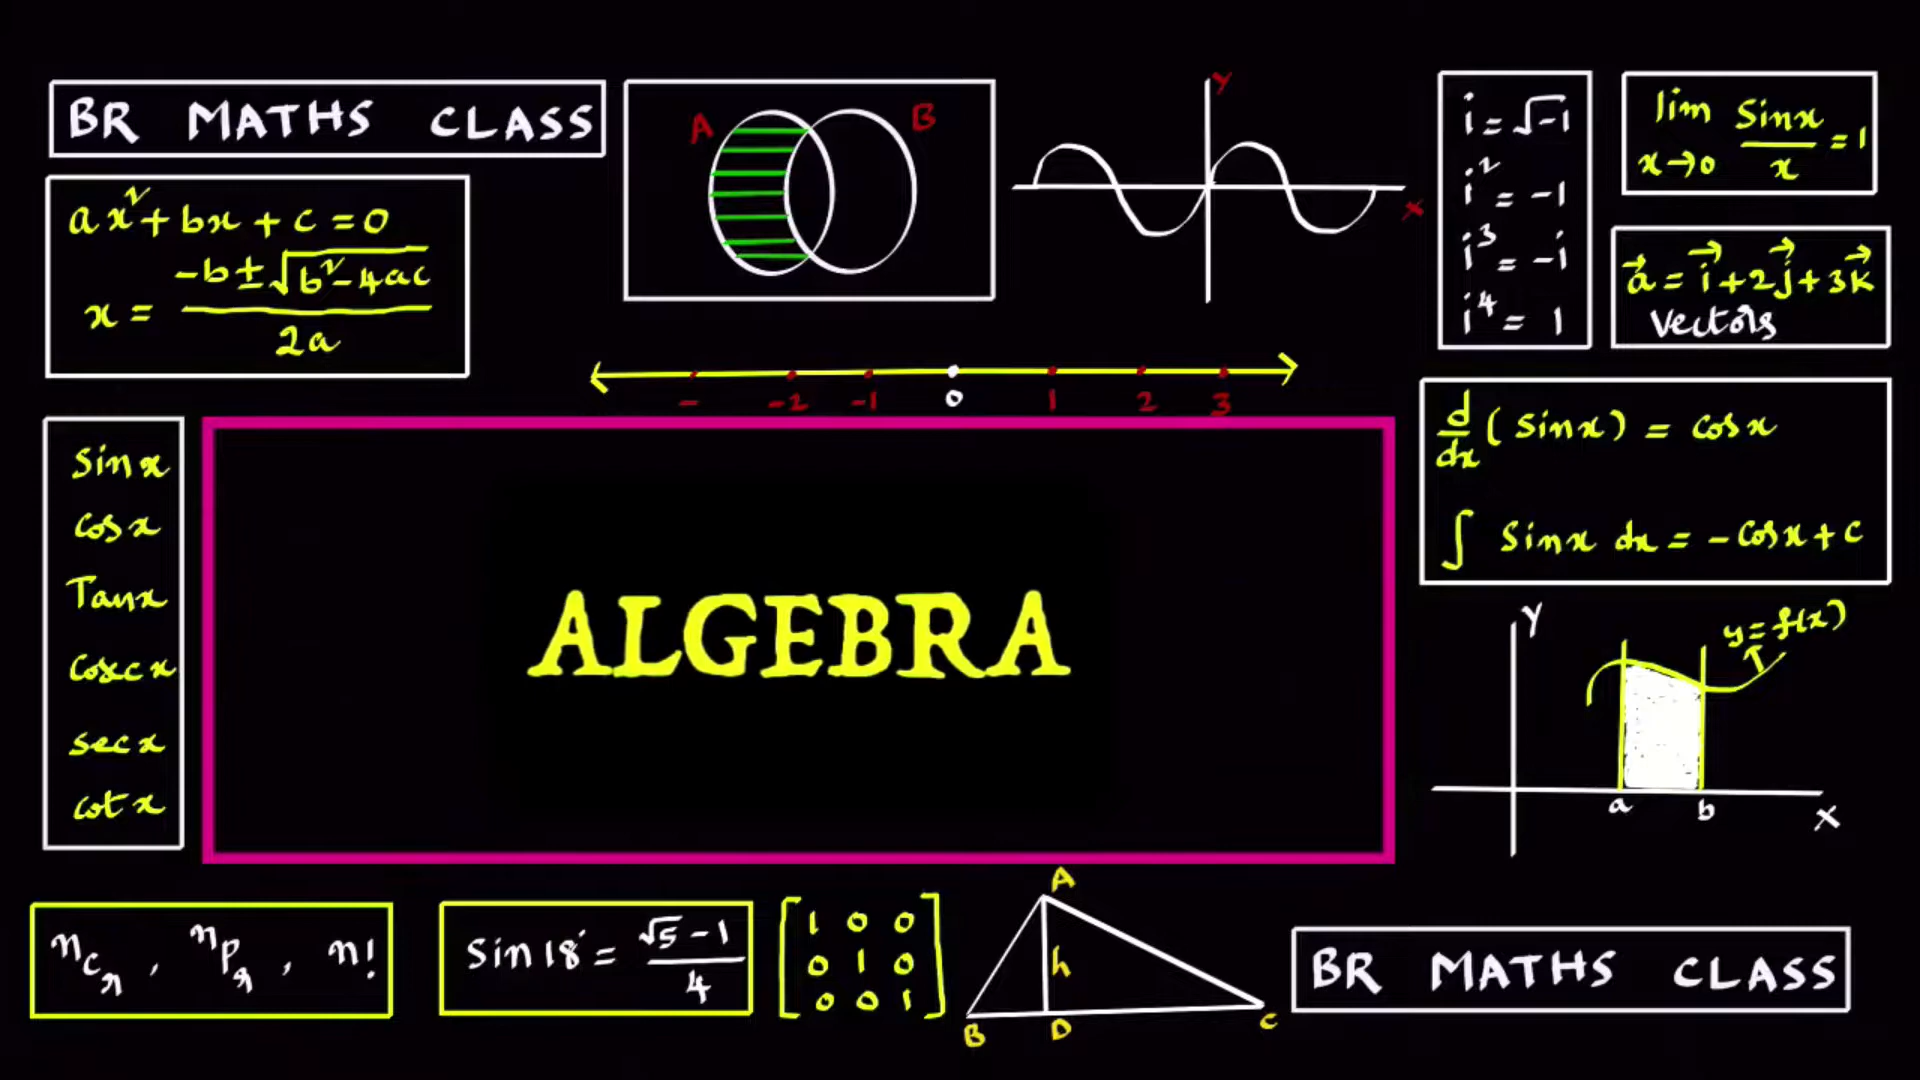 BR MATHS CLASS
ax²+bx+c=0
x = (-b±√(b²-4ac))/2a
A B
Y
X
- -2 -1 0 1 2 3
i=√-1
i²=-1
i³=-i
i⁴=1
lim x→0 Sinx/x =1
a⃗=i⃗+2j⃗+3k⃗
Vectors
d/dx (Sinx) = Cosx
∫ Sinx dx = -Cosx+c
Sinx
Cosx
Tanx
Cosecx
secx
cotx
ALGEBRA
Y
y=f(x)
a b
X
nCr, nPr, n!
Sin18°= (√5-1)/4
1 0 0
0 1 0
0 0 1
A
h
B D C
BR MATHS CLASS